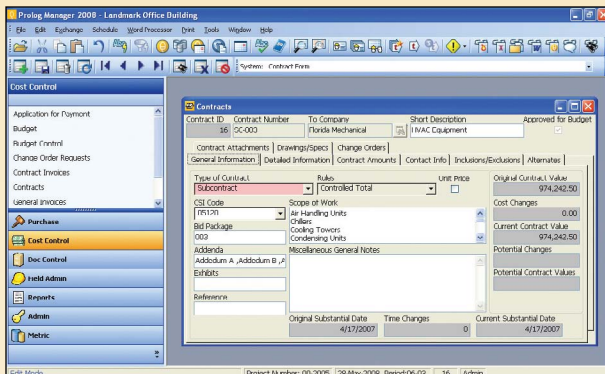 Prolog Manager 2008 - Landmark Office Building
File Edit Exchange Schedule Word Processor Print Tools Window Help
System: Contract Form
Cost Control
Application for Payment
Budget
Budget Control
Change Order Requests
Contract Invoices
Contracts
General Invoices
Purchase
Cost Control
Doc Control
Field Admin
Reports
Admin
Metric
Contracts
Contract ID Contract Number To Company Short Description Approved for Budget
16 SC-003 Florida Mechanical HVAC Equipment
Contract Attachments Drawings/Specs Change Orders
General Information Detailed Information Contract Amounts Contact Info Inclusions/Exclusions Alternates
Type of Contract Rules Unit Price Original Contract Value
Subcontract Controlled Total 974,242.50
CSI Code Scope of Work Cost Changes
05120 Air Handling Units 0.00
Chillers
Bid Package Cooling Towers Current Contract Value
003 Condensing Units 974,242.50
Addenda Miscellaneous General Notes Potential Changes
Addedum A ,Addedum B ,A
Exhibits Potential Contract Values
Reference
Original Substantial Date Time Changes Current Substantial Date
4/17/2007 0 4/17/2007
Edit Mode Project Number: 00-2005 29-May-2008 Period:06-03 16 Admin